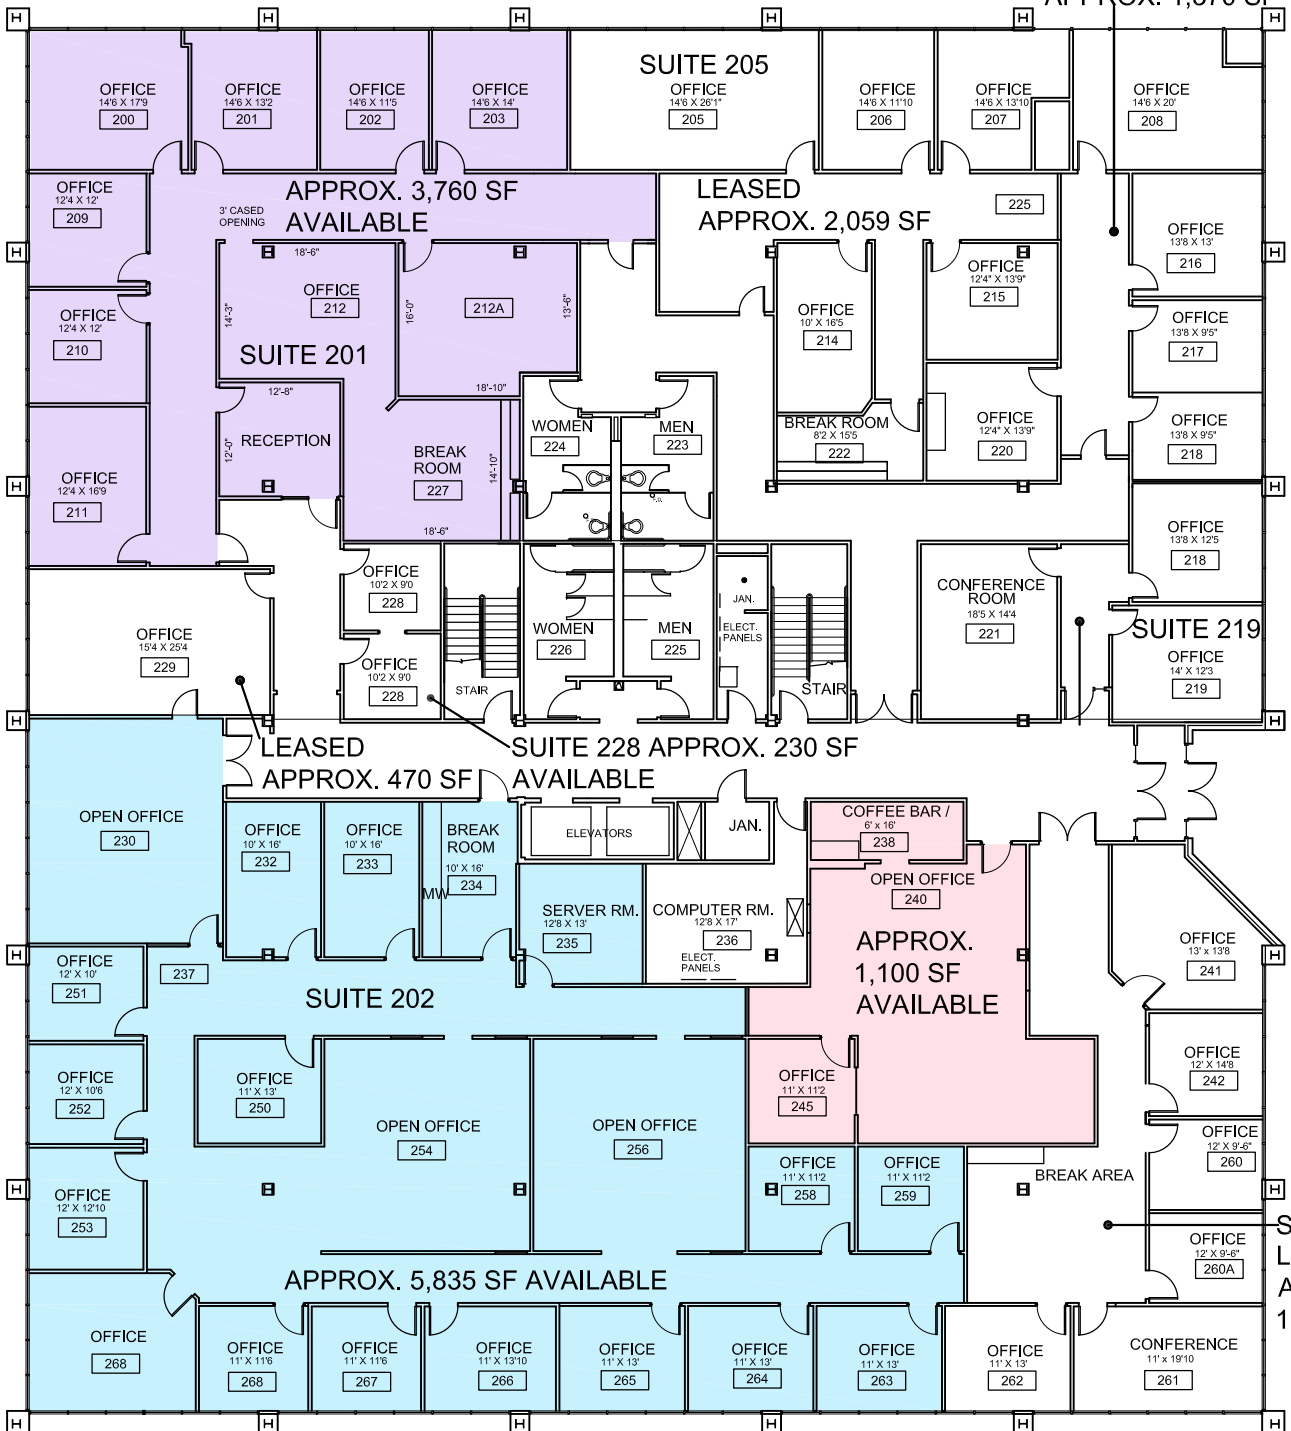 APPROX. 1,370 SF
SUITE 205
OFFICE
14'6 X 17'9
200
OFFICE
14'6 X 13'2
201
OFFICE
14'6 X 11'5
202
OFFICE
14'6 X 14'
203
OFFICE
14'6 X 26'1"
205
OFFICE
14'6 X 11'10
206
OFFICE
14'6 X 13'10
207
OFFICE
14'6 X 20'
208
OFFICE
12'4 X 12'
209
3' CASED
OPENING
APPROX. 3,760 SF
AVAILABLE
LEASED
APPROX. 2,059 SF
225
OFFICE
13'8 X 13'
216
18'-6"
OFFICE
212
14'-3"
16'-0"
212A
13'-6"
18'-10"
OFFICE
12'4" X 13'9"
215
OFFICE
10' X 16'5
214
OFFICE
12'4 X 12'
210
SUITE 201
OFFICE
13'8 X 9'5"
217
12'-8"
RECEPTION
12'-0"
BREAK
ROOM
227
14'-10"
18'-6"
WOMEN
224
MEN
223
F.D.
BREAK ROOM
8'2 X 15'5
222
OFFICE
12'4" X 13'9"
220
OFFICE
13'8 X 9'5"
218
OFFICE
12'4 X 16'9
211
OFFICE
13'8 X 12'5
218
OFFICE
10'2 X 9'0
228
OFFICE
15'4 X 25'4
229
OFFICE
10'2 X 9'0
228
STAIR
WOMEN
226
MEN
225
JAN.
ELECT.
PANELS
STAIR
CONFERENCE
ROOM
18'5 X 14'4
221
SUITE 219
OFFICE
14' X 12'3
219
LEASED
APPROX. 470 SF
SUITE 228 APPROX. 230 SF
AVAILABLE
OPEN OFFICE
230
OFFICE
10' X 16'
232
OFFICE
10' X 16'
233
BREAK
ROOM
10' X 16'
234
MW
ELEVATORS
JAN.
COFFEE BAR /
6' x 16'
238
OPEN OFFICE
240
SERVER RM.
12'8 X 13'
235
COMPUTER RM.
12'8 X 17'
236
ELECT.
PANELS
APPROX.
1,100 SF
AVAILABLE
OFFICE
13' x 13'8
241
OFFICE
12' X 10'
251
237
SUITE 202
OFFICE
12' X 10'6
252
OFFICE
11' X 13'
250
OPEN OFFICE
254
OPEN OFFICE
256
OFFICE
11' X 11'2
245
OFFICE
12' X 14'8
242
OFFICE
12' X 9'-6"
260
OFFICE
12' X 12'10
253
OFFICE
11' X 11'2
258
OFFICE
11' X 11'2
259
BREAK AREA
OFFICE
12' X 9'-6"
260A
S
L
A
1
APPROX. 5,835 SF AVAILABLE
OFFICE
268
OFFICE
11' X 11'6
268
OFFICE
11' X 11'6
267
OFFICE
11' X 13'10
266
OFFICE
11' X 13'
265
OFFICE
11' X 13'
264
OFFICE
11' X 13'
263
OFFICE
11' X 13'
262
CONFERENCE
11' x 19'10
261